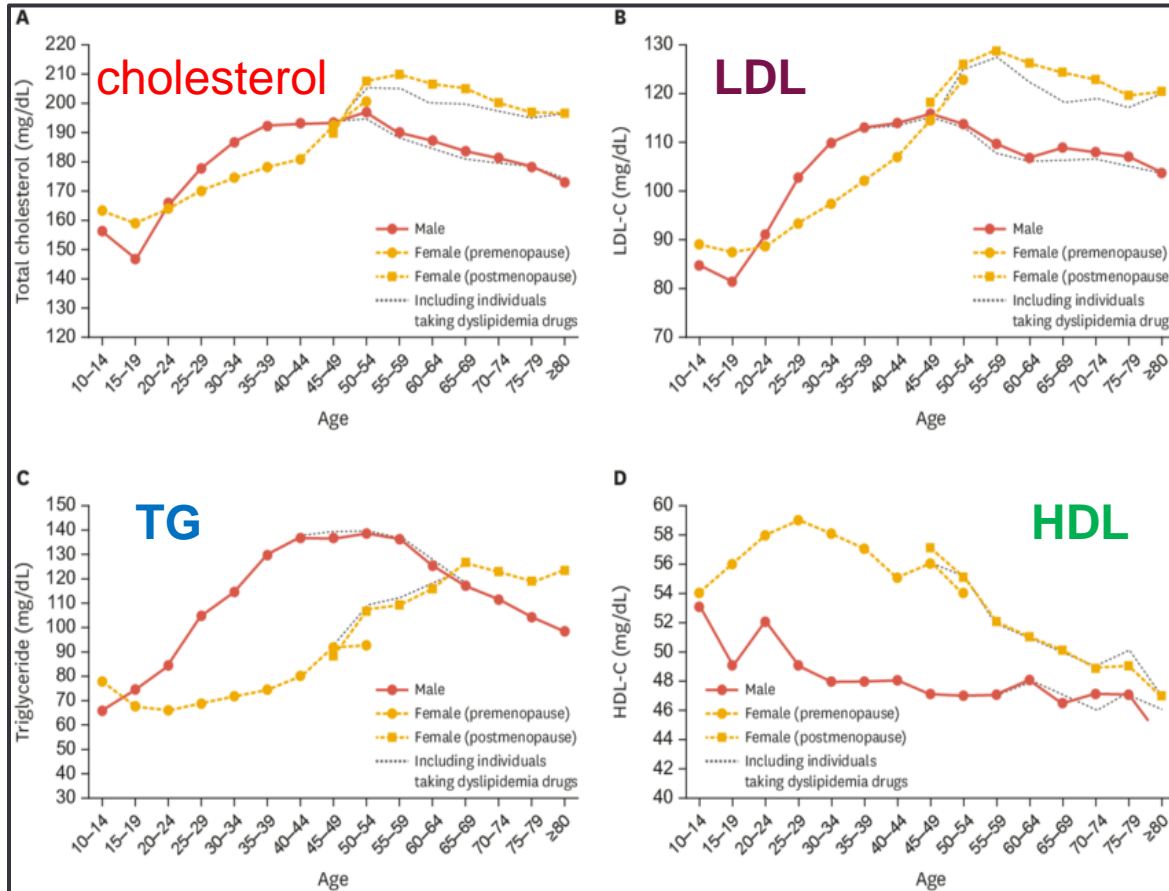 A
cholesterol
Total cholesterol (mg/dL)
220
210
200
190
180
170
160
150
140
130
120
Male
Female (premenopause)
Female (postmenopause)
Including individuals
taking dyslipidemia drugs
10–14
15–19
20–24
25–29
30–34
35–39
40–44
45–49
50–54
55–59
60–64
65–69
70–74
75–79
≥80
Age
B
LDL
LDL-C (mg/dL)
130
120
110
100
90
80
70
Male
Female (premenopause)
Female (postmenopause)
Including individuals
taking dyslipidemia drugs
10–14
15–19
20–24
25–29
30–34
35–39
40–44
45–49
50–54
55–59
60–64
65–69
70–74
75–79
≥80
Age
C
TG
Triglyceride (mg/dL)
150
140
130
120
110
100
90
80
70
60
50
40
30
Male
Female (premenopause)
Female (postmenopause)
Including individuals
taking dyslipidemia drugs
10–14
15–19
20–24
25–29
30–34
35–39
40–44
45–49
50–54
55–59
60–64
65–69
70–74
75–79
≥80
Age
D
HDL
HDL-C (mg/dL)
60
58
56
54
52
50
48
46
44
42
40
Male
Female (premenopause)
Female (postmenopause)
Including individuals
taking dyslipidemia drugs
10–14
15–19
20–24
25–29
30–34
35–39
40–44
45–49
50–54
55–59
60–64
65–69
70–74
75–79
≥80
Age